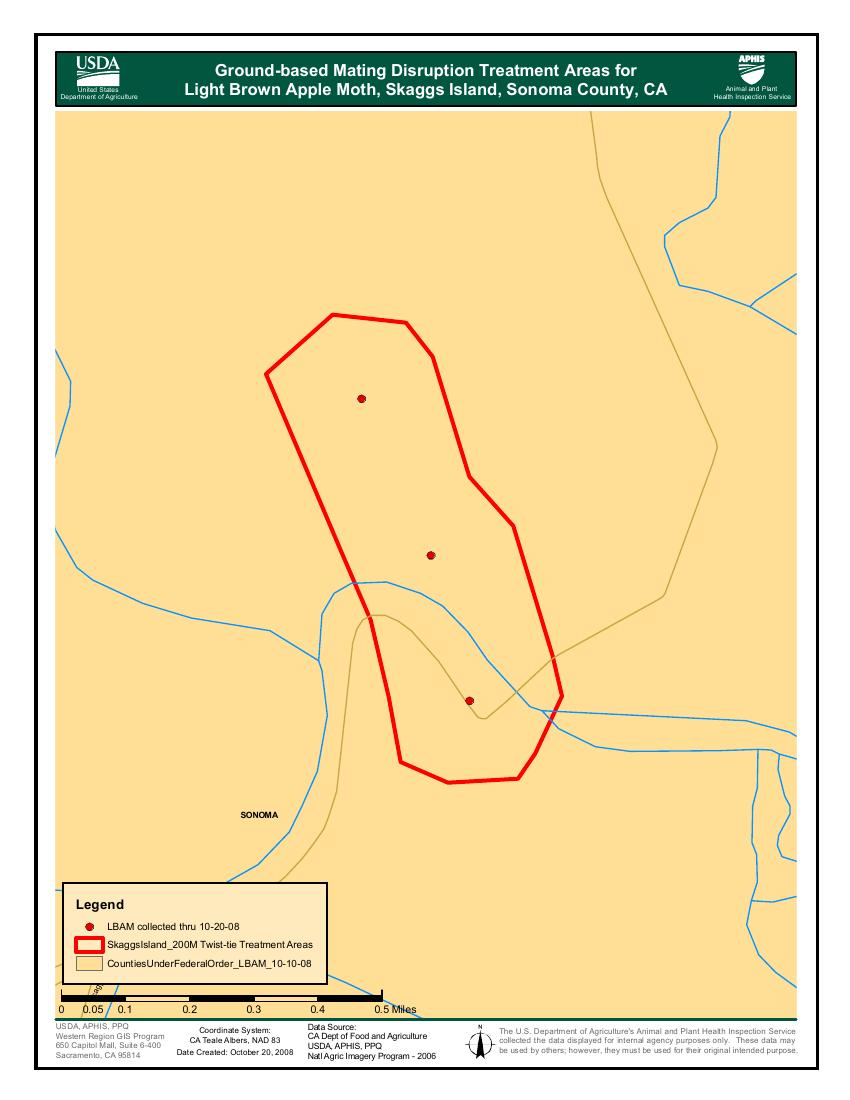 USDA
United States
Department of Agriculture
Ground-based Mating Disruption Treatment Areas for
Light Brown Apple Moth, Skaggs Island, Sonoma County, CA
APHIS
Animal and Plant
Health Inspection Service
SONOMA
Legend
LBAM collected thru 10-20-08
SkaggsIsland_200M Twist-tie Treatment Areas
CountiesUnderFederalOrder_LBAM_10-10-08
0 0.05 0.1 0.2 0.3 0.4 0.5 Miles
USDA, APHIS, PPQ
Western Region GIS Program
650 Capitol Mall, Suite 6-400
Sacramento, CA 95814
Coordinate System:
CA Teale Albers, NAD 83
Date Created: October 20, 2008
Data Source:
CA Dept of Food and Agriculture
USDA, APHIS, PPQ
Natl Agric Imagery Program - 2006
N
The U.S. Department of Agriculture's Animal and Plant Health Inspection Service
collected the data displayed for internal agency purposes only. These data may
be used by others; however, they must be used for their original intended purpose.